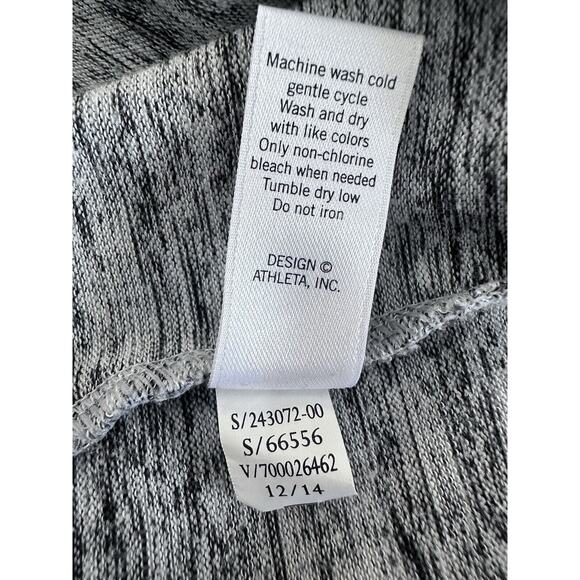 Machine wash cold
gentle cycle
Wash and dry
with like colors
Only non-chlorine
bleach when needed
Tumble dry low
Do not iron
DESIGN ©
ATHLETA, INC.
S/243072-00
S/66556
V/700026462
12/14